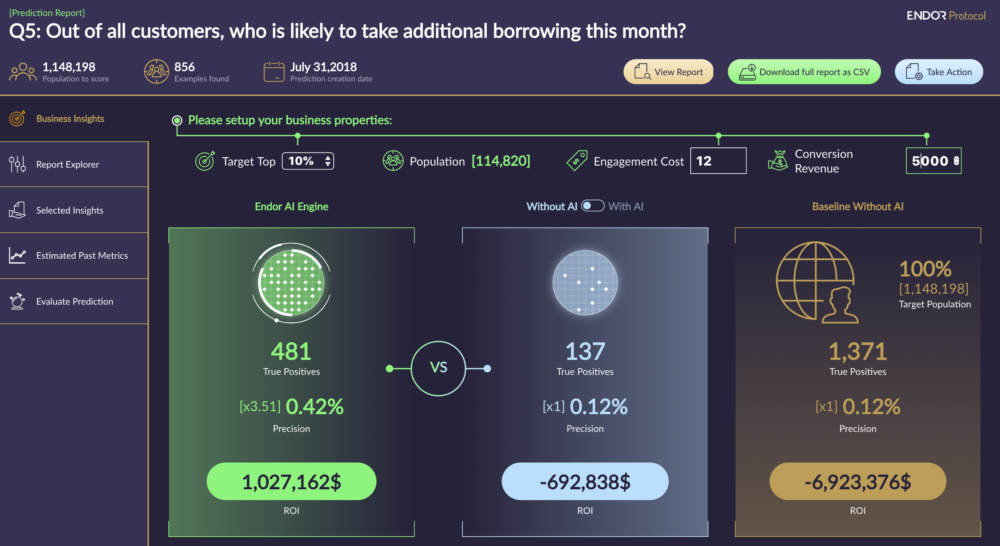 [Prediction Report]
ENDOR Protocol
Q5: Out of all customers, who is likely to take additional borrowing this month?
1,148,198
Population to score
856
Examples found
July 31,2018
Prediction creation date
View Report
Download full report as CSV
Take Action
Business Insights
Report Explorer
Selected Insights
Estimated Past Metrics
Evaluate Prediction
Please setup your business properties:
Target Top 10%
Population [114,820]
Engagement Cost 12
Conversion
Revenue
5000
Endor AI Engine
Without AI With AI
Baseline Without AI
100%
[1,148,198]
Target Population
481
True Positives
[x3.51] 0.42%
Precision
1,027,162$
ROI
VS
137
True Positives
[x1] 0.12%
Precision
-692,838$
ROI
1,371
True Positives
[x1] 0.12%
Precision
-6,923,376$
ROI